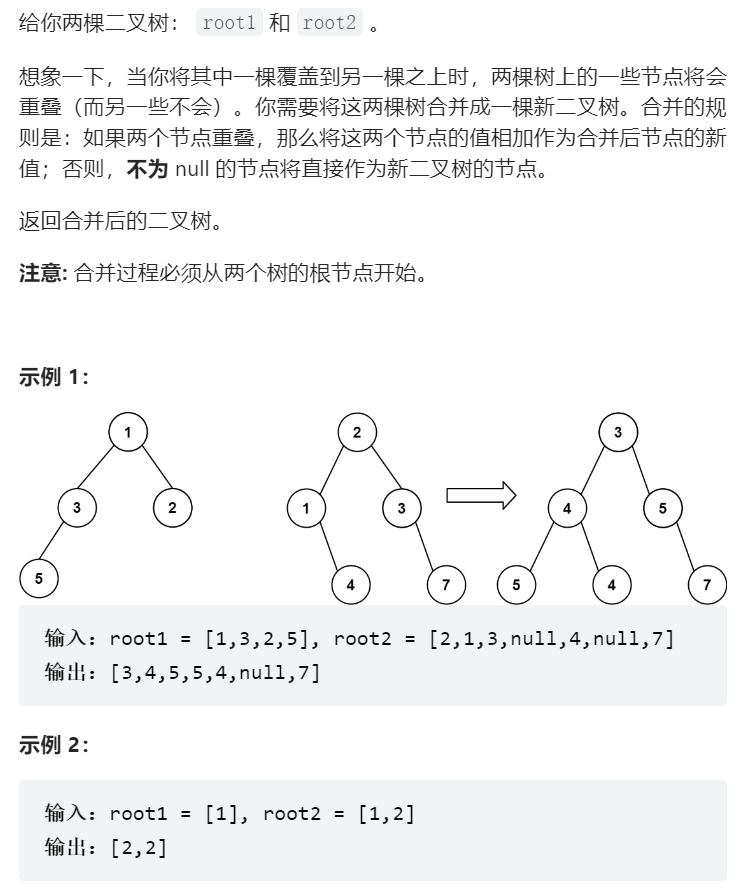 给你两棵二叉树： root1 和 root2 。
想象一下，当你将其中一棵覆盖到另一棵之上时，两棵树上的一些节点将会
重叠（而另一些不会）。你需要将这两棵树合并成一棵新二叉树。合并的规
则是：如果两个节点重叠，那么将这两个节点的值相加作为合并后节点的新
值；否则，不为 null 的节点将直接作为新二叉树的节点。
返回合并后的二叉树。
注意: 合并过程必须从两个树的根节点开始。
示例 1：
1 2 3
3 2 1 3 4 5
5 4 7 5 4 7
输入：root1 = [1,3,2,5], root2 = [2,1,3,null,4,null,7]
输出：[3,4,5,5,4,null,7]
示例 2：
输入：root1 = [1], root2 = [1,2]
输出：[2,2]